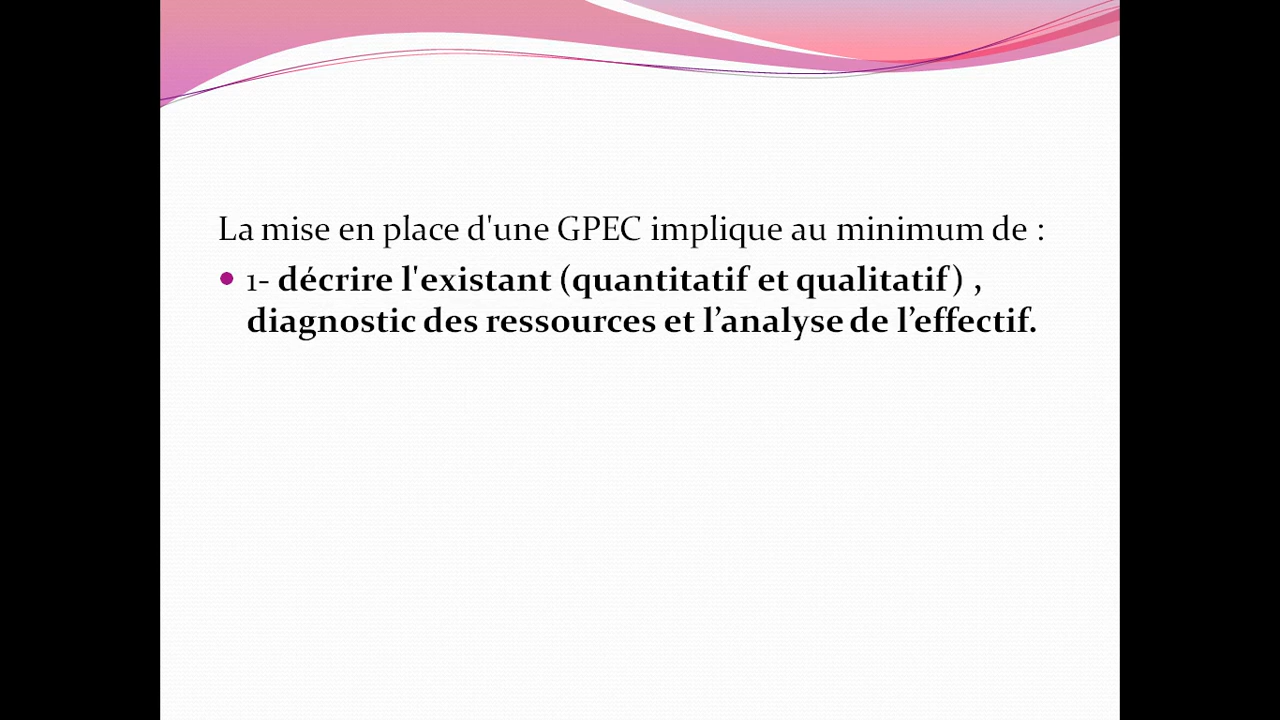 La mise en place d'une GPEC implique au minimum de :
• 1- décrire l'existant (quantitatif et qualitatif) ,
diagnostic des ressources et l’analyse de l’effectif.